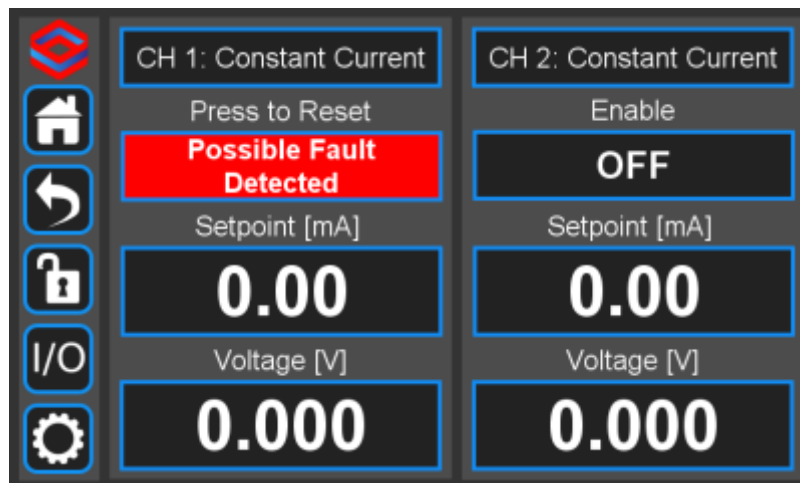 CH 1: Constant Current
Press to Reset
Possible Fault
Detected
Setpoint [mA]
0.00
Voltage [V]
0.000
CH 2: Constant Current
Enable
OFF
Setpoint [mA]
0.00
Voltage [V]
0.000
I/O